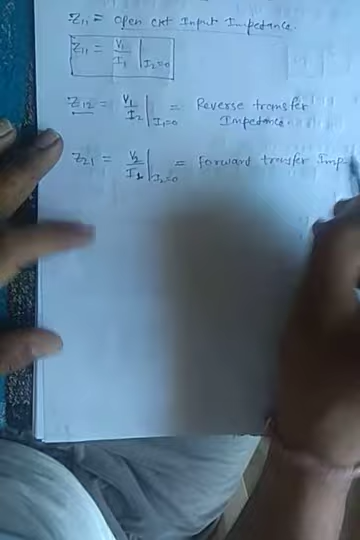 Z11 = Open ckt Input Impedance.
Z11 = V1/I1 | I2=0
Z12 = V1/I2 | I1=0 = Reverse transfer
Impedance.
Z21 = V2/I1 | I2=0 = forward transfer Imp